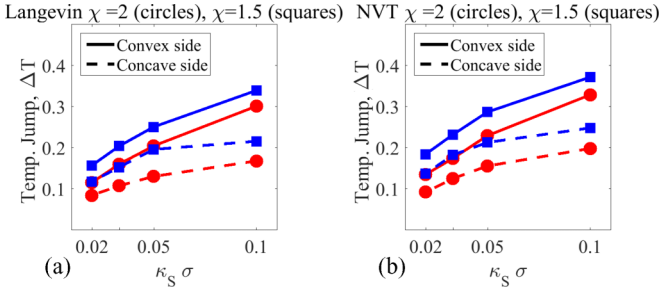 Langevin χ =2 (circles), χ=1.5 (squares)
Temp. Jump, ΔT
0.4
0.3
0.2
0.1
Convex side
Concave side
0.02
0.05
0.1
(a)
κS σ
NVT χ =2 (circles), χ=1.5 (squares)
Temp. Jump, ΔT
0.4
0.3
0.2
0.1
Convex side
Concave side
0.02
0.05
0.1
(b)
κS σ